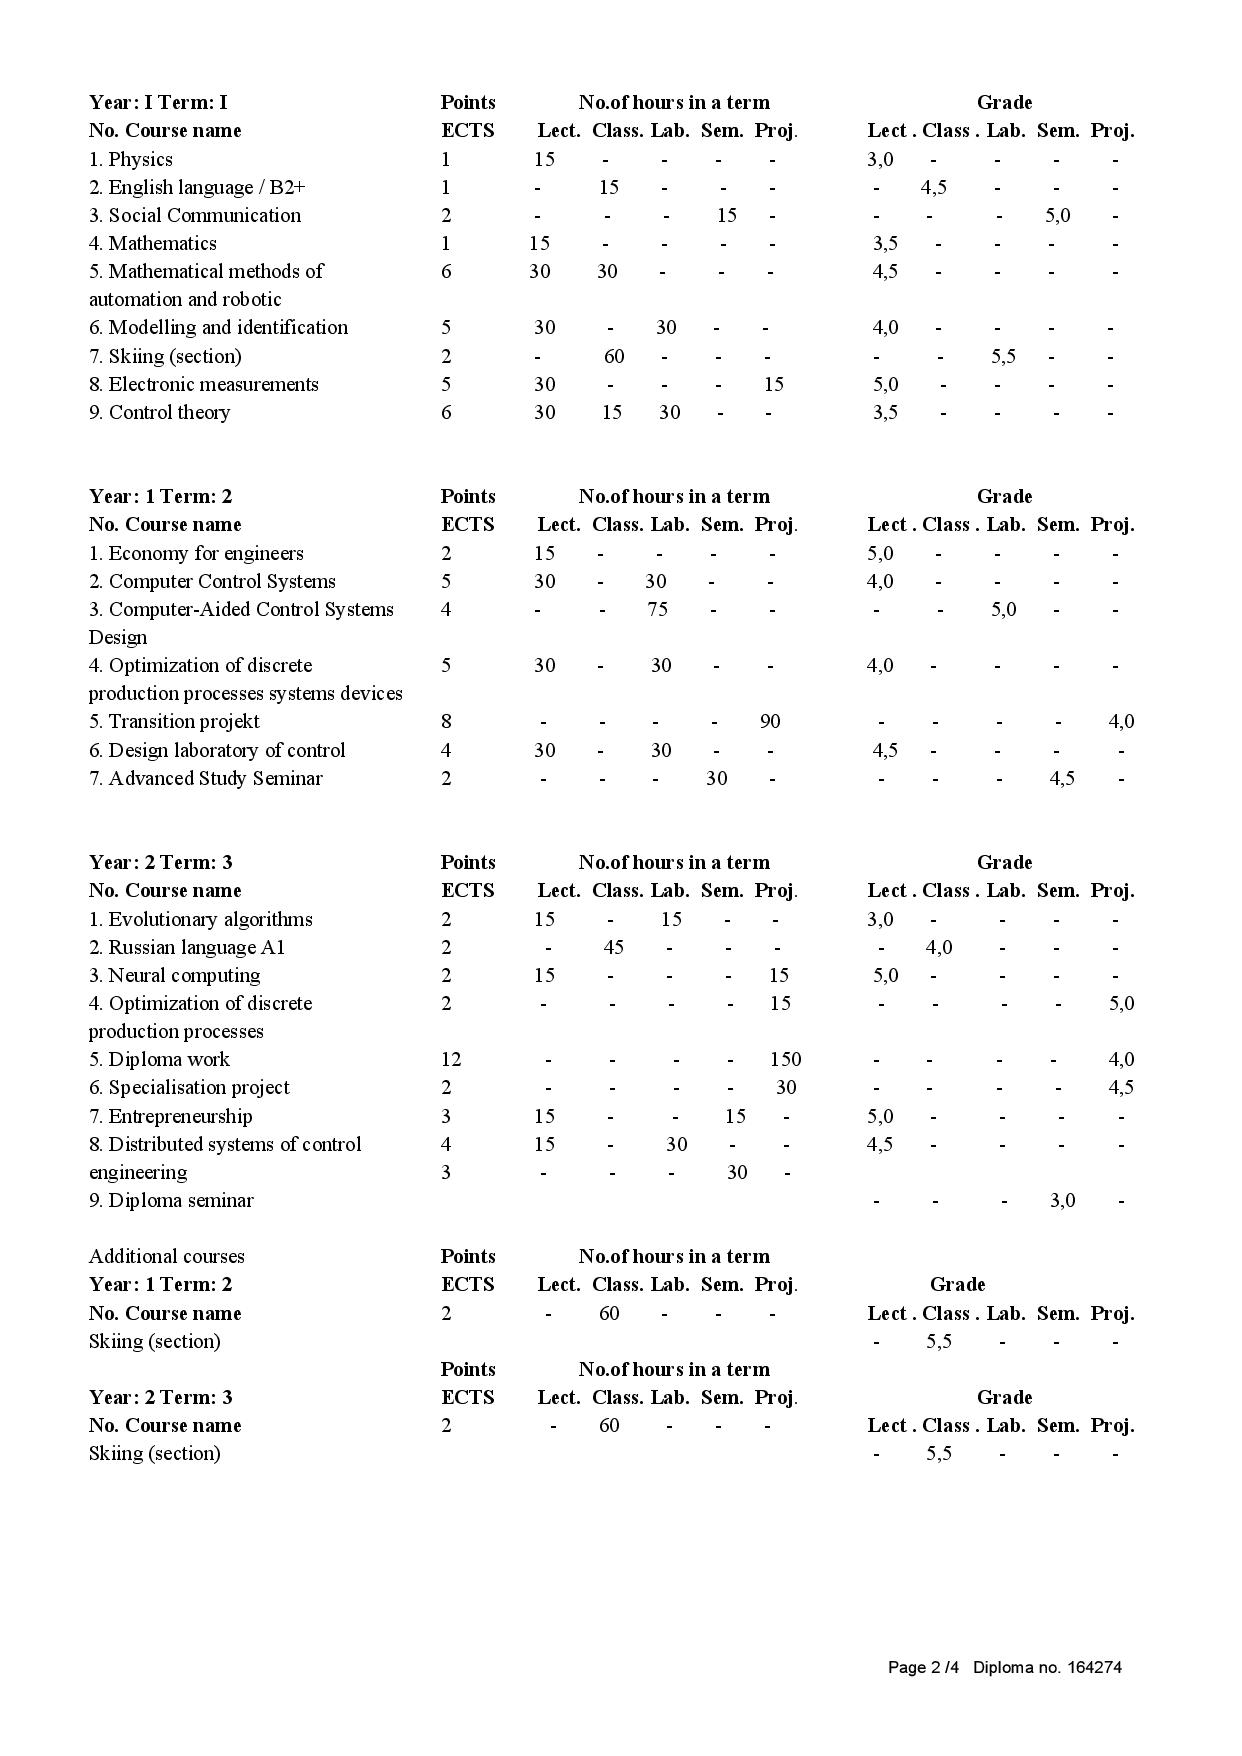 Year: I Term: I Points No.of hours in a term Grade
No. Course name ECTS Lect. Class. Lab. Sem. Proj. Lect . Class . Lab. Sem. Proj.
1. Physics 1 15 - - - - 3,0 - - - -
2. English language / B2+ 1 - 15 - - - - 4,5 - - -
3. Social Communication 2 - - - 15 - - - - 5,0 -
4. Mathematics 1 15 - - - - 3,5 - - - -
5. Mathematical methods of 6 30 30 - - - 4,5 - - - -
automation and robotic
6. Modelling and identification 5 30 - 30 - - 4,0 - - - -
7. Skiing (section) 2 - 60 - - - - - 5,5 - -
8. Electronic measurements 5 30 - - - 15 5,0 - - - -
9. Control theory 6 30 15 30 - - 3,5 - - - -
Year: 1 Term: 2 Points No.of hours in a term Grade
No. Course name ECTS Lect. Class. Lab. Sem. Proj. Lect . Class . Lab. Sem. Proj.
1. Economy for engineers 2 15 - - - - 5,0 - - - -
2. Computer Control Systems 5 30 - 30 - - 4,0 - - - -
3. Computer-Aided Control Systems 4 - - 75 - - - - 5,0 - -
Design
4. Optimization of discrete 5 30 - 30 - - 4,0 - - - -
production processes systems devices
5. Transition projekt 8 - - - - 90 - - - - 4,0
6. Design laboratory of control 4 30 - 30 - - 4,5 - - - -
7. Advanced Study Seminar 2 - - - 30 - - - - 4,5 -
Year: 2 Term: 3 Points No.of hours in a term Grade
No. Course name ECTS Lect. Class. Lab. Sem. Proj. Lect . Class . Lab. Sem. Proj.
1. Evolutionary algorithms 2 15 - 15 - - 3,0 - - - -
2. Russian language A1 2 - 45 - - - - 4,0 - - -
3. Neural computing 2 15 - - - 15 5,0 - - - -
4. Optimization of discrete 2 - - - - 15 - - - - 5,0
production processes
5. Diploma work 12 - - - - 150 - - - - 4,0
6. Specialisation project 2 - - - - 30 - - - - 4,5
7. Entrepreneurship 3 15 - - 15 - 5,0 - - - -
8. Distributed systems of control 4 15 - 30 - - 4,5 - - - -
engineering 3 - - - 30 -
9. Diploma seminar - - - 3,0 -
Additional courses Points No.of hours in a term
Year: 1 Term: 2 ECTS Lect. Class. Lab. Sem. Proj. Grade
No. Course name 2 - 60 - - - Lect . Class . Lab. Sem. Proj.
Skiing (section) - 5,5 - - -
Points No.of hours in a term
Year: 2 Term: 3 ECTS Lect. Class. Lab. Sem. Proj. Grade
No. Course name 2 - 60 - - - Lect . Class . Lab. Sem. Proj.
Skiing (section) - 5,5 - - -
Page 2 /4 Diploma no. 164274